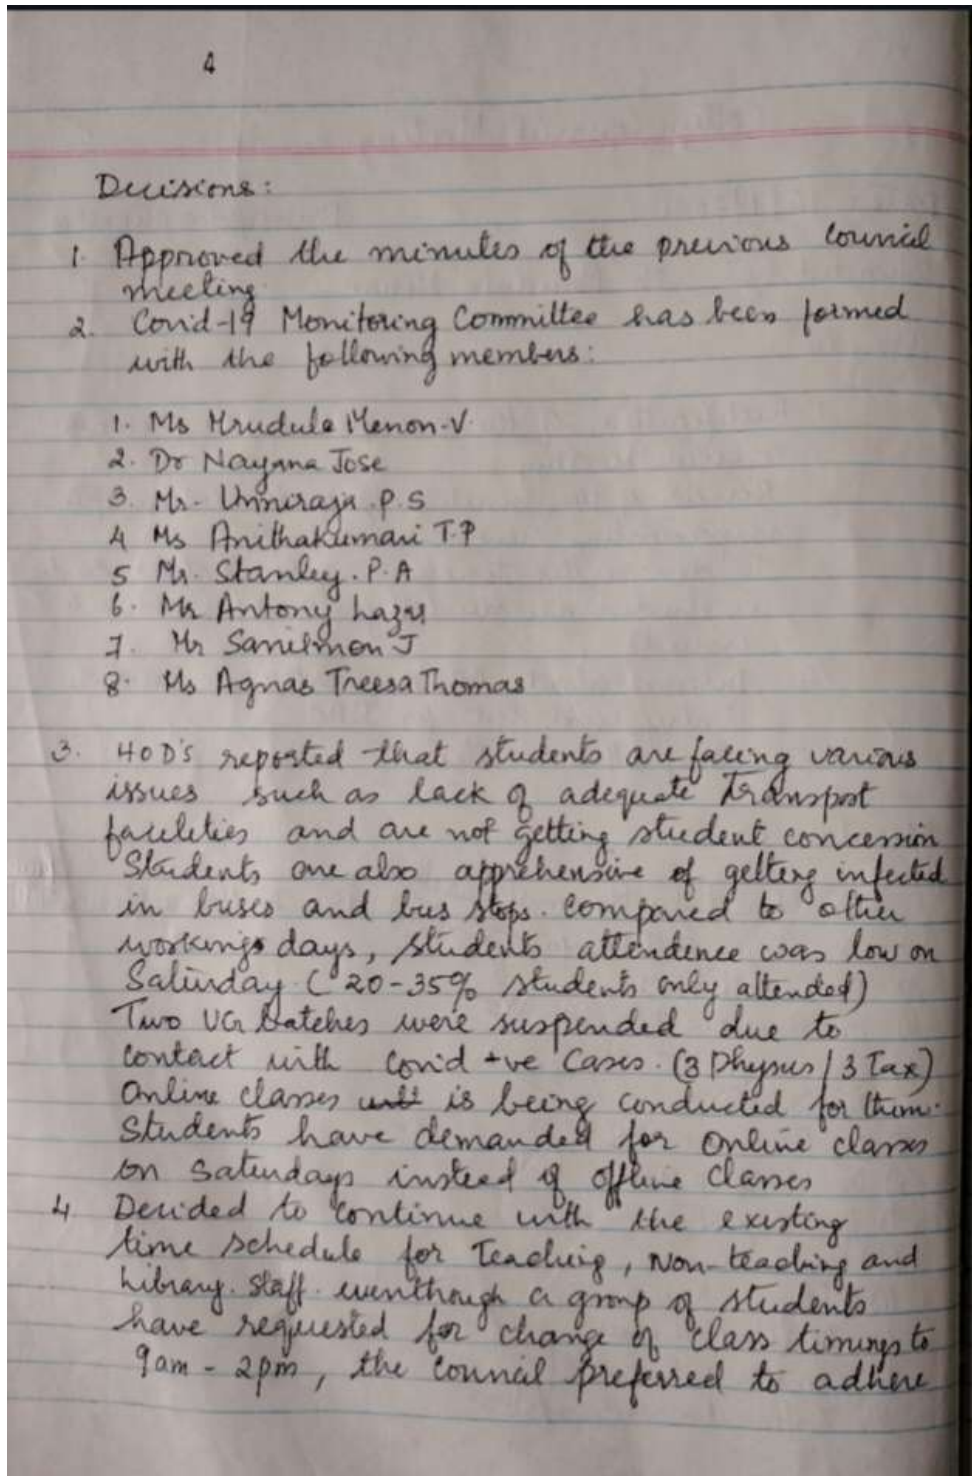 4
Decisions:
1. Approved the minutes of the previous Council
meeting
2. Covid-19 Monitoring Committee has been formed
with the following members:
1. Ms Mrudula Menon.V
2. Dr Nayana Jose
3. Mr. Unniraja .P.S
4 Ms Anithakumari T.P
5 Mr. Stanley. P. A
6. Mr Antony Lazar
7. Mr Sanilmon J
8. Ms Agnas Treesa Thomas
3. HOD's reported that students are facing various
issues such as lack of adequate Transport
facilities and are not getting student concession
Students are also apprehensive of getting infected
in buses and bus stops. Compared to other
workings days, students attendence was low on
Saturday (20-35% students only attended)
Two UG batches were suspended due to
contact with Covid +ve Cases. (3 Physics / 3 Tax)
Online classes is being conducted for them.
Students have demanded for online classes
on Saturdays instead of offline classes
4 Decided to continue with the existing
time schedule for Teaching, Non-teaching and
Library. Staff. eventhough a group of students
have requested for change of class timings to
9am - 2pm, the Council preferred to adhere